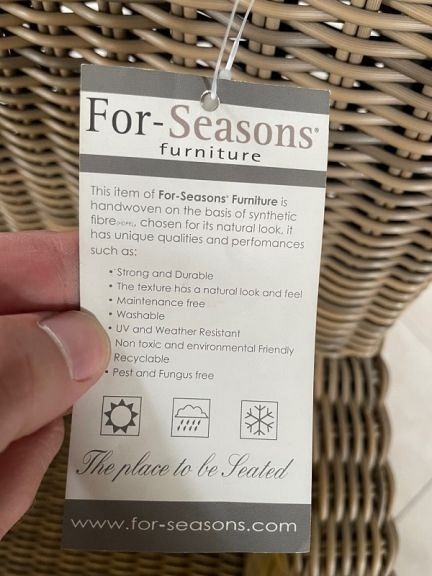 For-Seasons®
furniture
This item of For-Seasons® Furniture is
handwoven on the basis of synthetic
fibre(HDPE), chosen for its natural look, it
has unique qualities and perfomances
such as:
• Strong and Durable
• The texture has a natural look and feel
• Maintenance free
• Washable
• UV and Weather Resistant
Non toxic and environmental Friendly
Recyclable
• Pest and Fungus free
The place to be Seated
www.for-seasons.com